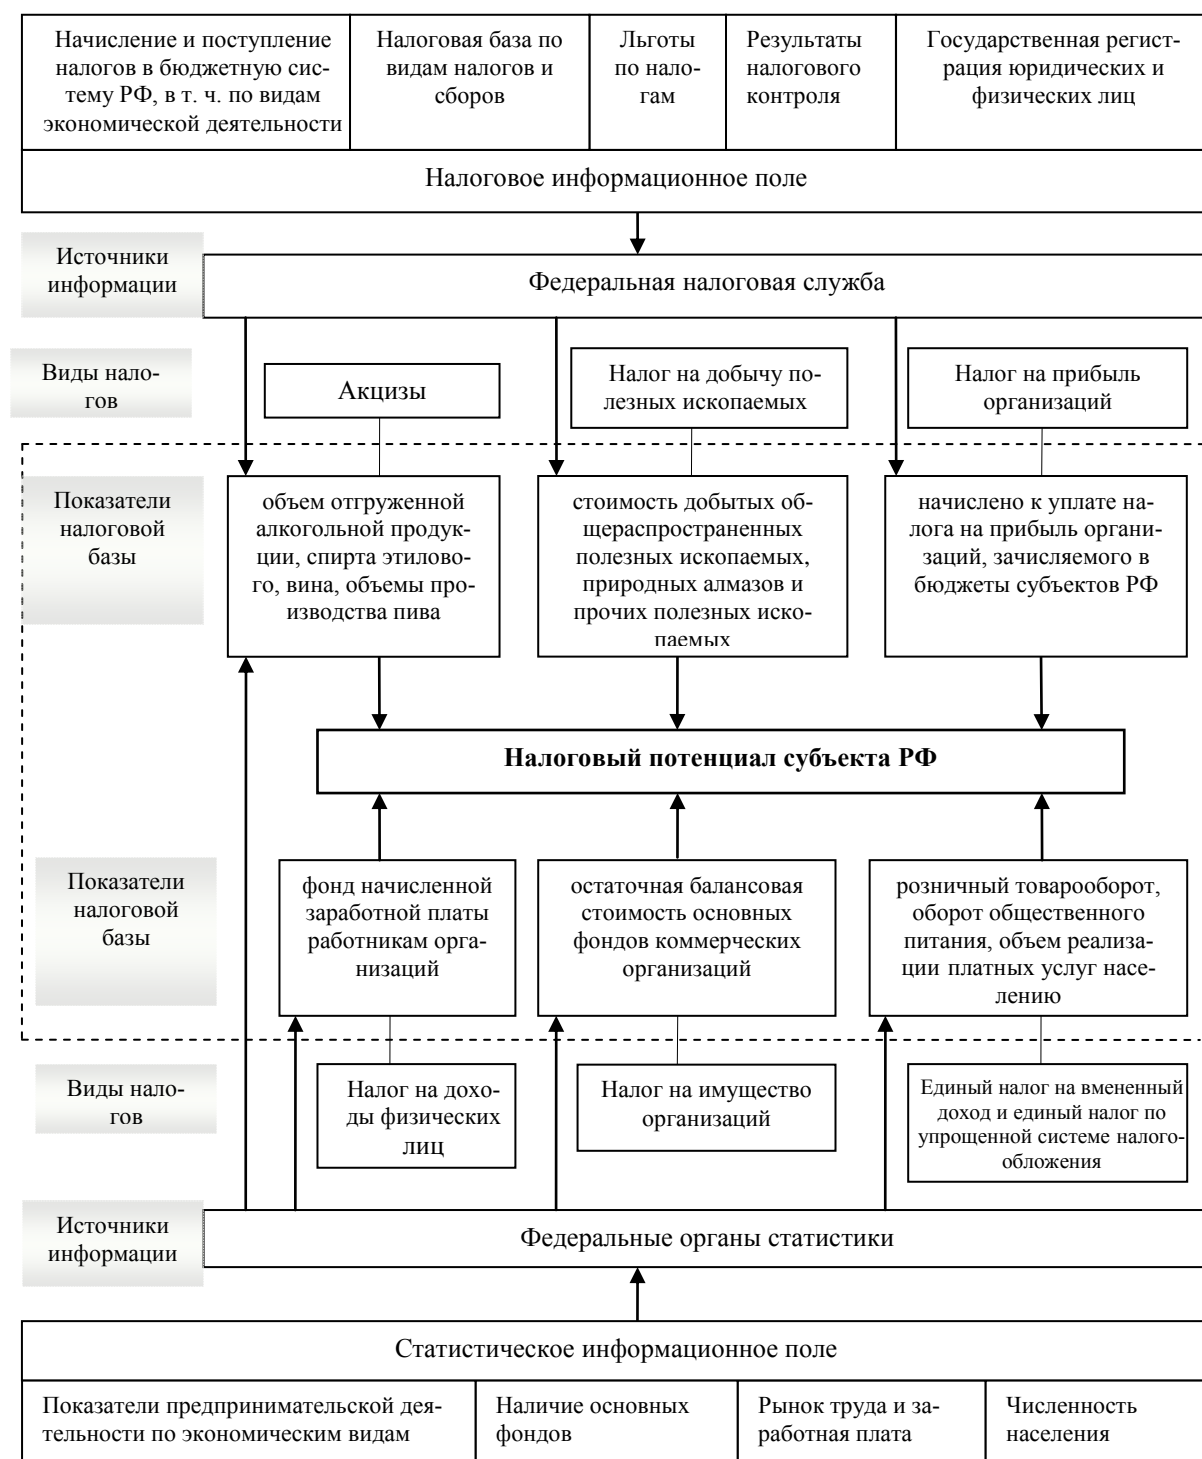 Начисление и поступление
налогов в бюджетную сис-
тему РФ, в т. ч. по видам
экономической деятельности
Налоговая база по
видам налогов и
сборов
Льготы
по нало-
гам
Результаты
налогового
контроля
Государственная регист-
рация юридических и
физических лиц
Налоговое информационное поле
Источники
информации
Федеральная налоговая служба
Виды нало-
гов
Акцизы
Налог на добычу по-
лезных ископаемых
Налог на прибыль
организаций
Показатели
налоговой
базы
объем отгруженной
алкогольной продук-
ции, спирта этилово-
го, вина, объемы про-
изводства пива
стоимость добытых об-
щераспространенных
полезных ископаемых,
природных алмазов и
прочих полезных иско-
паемых
начислено к уплате на-
лога на прибыль органи-
заций, зачисляемого в
бюджеты субъектов РФ
Налоговый потенциал субъекта РФ
Показатели
налоговой
базы
фонд начисленной
заработной платы
работникам орга-
низаций
остаточная балансовая
стоимость основных
фондов коммерческих
организаций
розничный товарооборот,
оборот общественного
питания, объем реализа-
ции платных услуг насе-
лению
Виды нало-
гов
Налог на дохо-
ды физических
лиц
Налог на имущество
организаций
Единый налог на вмененный
доход и единый налог по
упрощенной системе налого-
обложения
Источники
информации
Федеральные органы статистики
Статистическое информационное поле
Показатели предпринимательской дея-
тельности по экономическим видам
Наличие основных
фондов
Рынок труда и за-
работная плата
Численность
населения